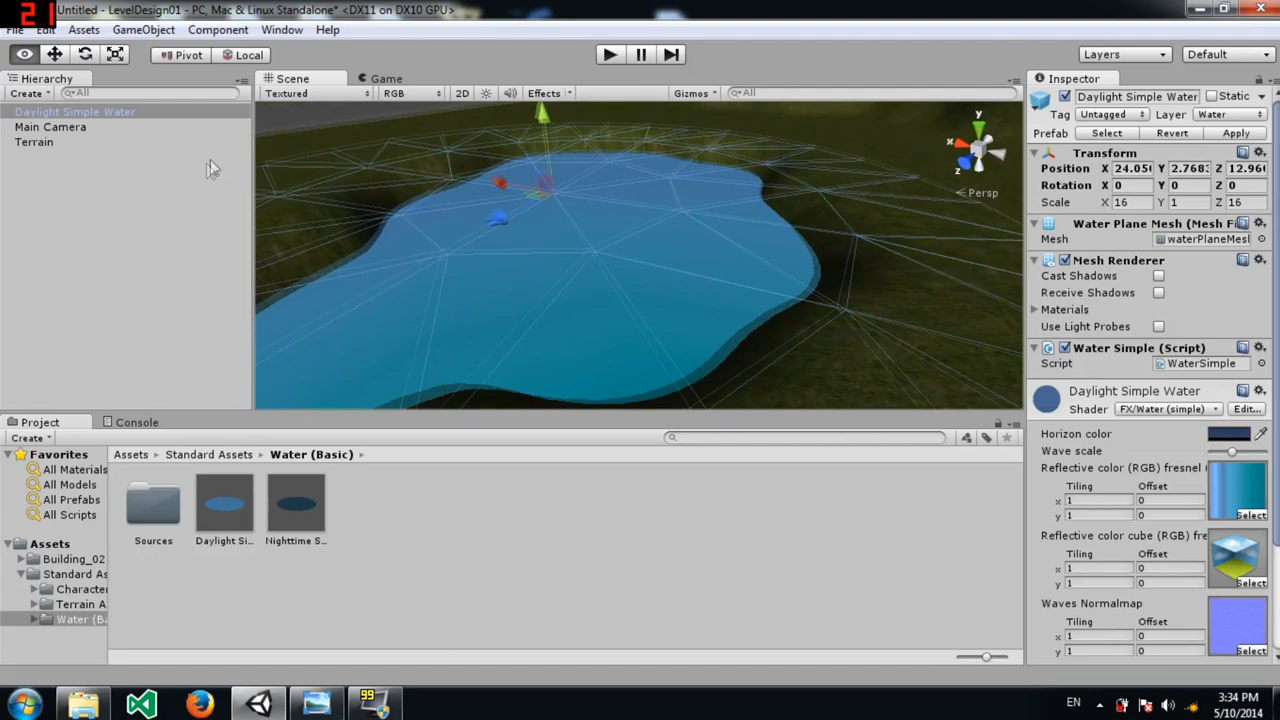 21
Untitled - LevelDesign01 - PC, Mac & Linux Standalone* <DX11 on DX10 GPU>
File Edit Assets GameObject Component Window Help
Pivot Local Layers Default
Hierarchy Scene Game Inspector
Create All Textured RGB 2D Effects Gizmos All
Daylight Simple Water
Main Camera
Terrain
y
x
z
Persp
Daylight Simple Water Static
Tag Untagged Layer Water
Prefab Select Revert Apply
Transform
Position X 24.05 Y 2.768 Z 12.96
Rotation X 0 Y 0 Z 0
Scale X 16 Y 1 Z 16
Water Plane Mesh (Mesh F
Mesh waterPlaneMesl
Mesh Renderer
Cast Shadows
Receive Shadows
Materials
Use Light Probes
Water Simple (Script)
Script WaterSimple
Daylight Simple Water
Shader FX/Water (simple) Edit...
Horizon color
Wave scale
Reflective color (RGB) fresnel
Tiling Offset
x 1 0
y 1 0 Select
Reflective color cube (RGB) fre
Tiling Offset
x 1 0
y 1 0 Select
Waves Normalmap
Tiling Offset
x 1 0
y 1 0 Select
Project Console
Create
Favorites
All Materials
All Models
All Prefabs
All Scripts
Assets
Building_02
Standard As
Character
Terrain A
Water (Ba
Assets Standard Assets Water (Basic)
Sources Daylight Si... Nighttime S...
99
EN
3:34 PM
5/10/2014